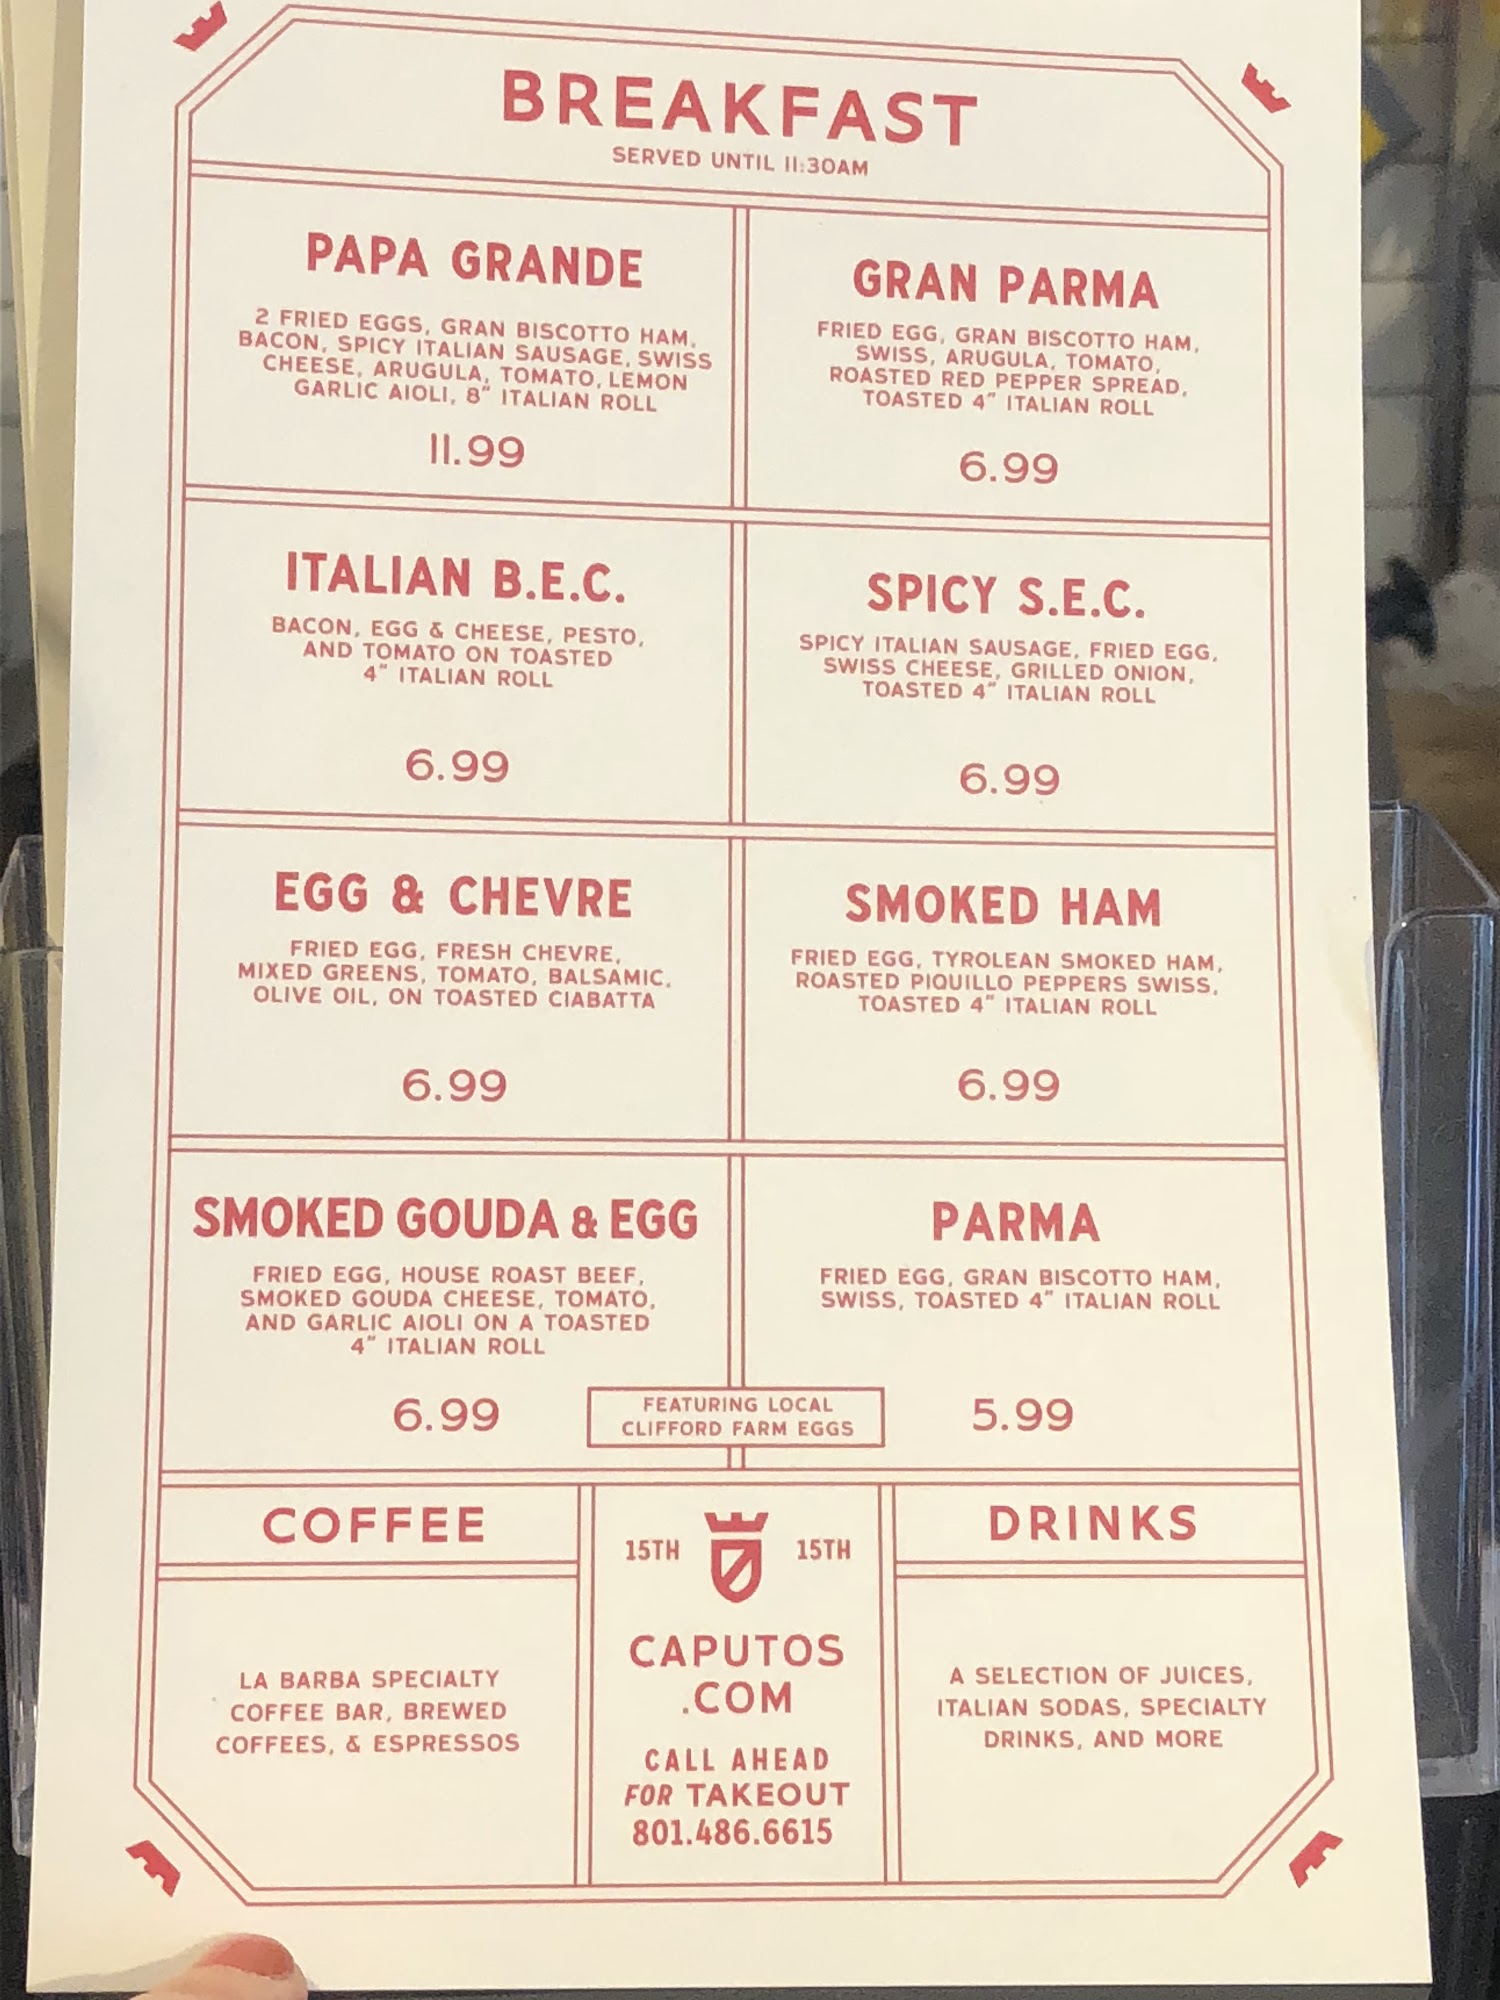 BREAKFAST
SERVED UNTIL 11:30AM
PAPA GRANDE
2 FRIED EGGS, GRAN BISCOTTO HAM,
BACON, SPICY ITALIAN SAUSAGE, SWISS
CHEESE, ARUGULA, TOMATO, LEMON
GARLIC AIOLI, 8" ITALIAN ROLL
11.99
GRAN PARMA
FRIED EGG, GRAN BISCOTTO HAM,
SWISS, ARUGULA, TOMATO,
ROASTED RED PEPPER SPREAD,
TOASTED 4" ITALIAN ROLL
6.99
ITALIAN B.E.C.
BACON, EGG & CHEESE, PESTO,
AND TOMATO ON TOASTED
4" ITALIAN ROLL
6.99
SPICY S.E.C.
SPICY ITALIAN SAUSAGE, FRIED EGG,
SWISS CHEESE, GRILLED ONION,
TOASTED 4" ITALIAN ROLL
6.99
EGG & CHEVRE
FRIED EGG, FRESH CHEVRE,
MIXED GREENS, TOMATO, BALSAMIC,
OLIVE OIL, ON TOASTED CIABATTA
6.99
SMOKED HAM
FRIED EGG, TYROLEAN SMOKED HAM,
ROASTED PIQUILLO PEPPERS SWISS,
TOASTED 4" ITALIAN ROLL
6.99
SMOKED GOUDA & EGG
FRIED EGG, HOUSE ROAST BEEF,
SMOKED GOUDA CHEESE, TOMATO,
AND GARLIC AIOLI ON A TOASTED
4" ITALIAN ROLL
6.99
PARMA
FRIED EGG, GRAN BISCOTTO HAM,
SWISS, TOASTED 4" ITALIAN ROLL
5.99
FEATURING LOCAL
CLIFFORD FARM EGGS
COFFEE
LA BARBA SPECIALTY
COFFEE BAR, BREWED
COFFEES, & ESPRESSOS
15TH 15TH
CAPUTOS
.COM
CALL AHEAD
FOR TAKEOUT
801.486.6615
DRINKS
A SELECTION OF JUICES,
ITALIAN SODAS, SPECIALTY
DRINKS, AND MORE